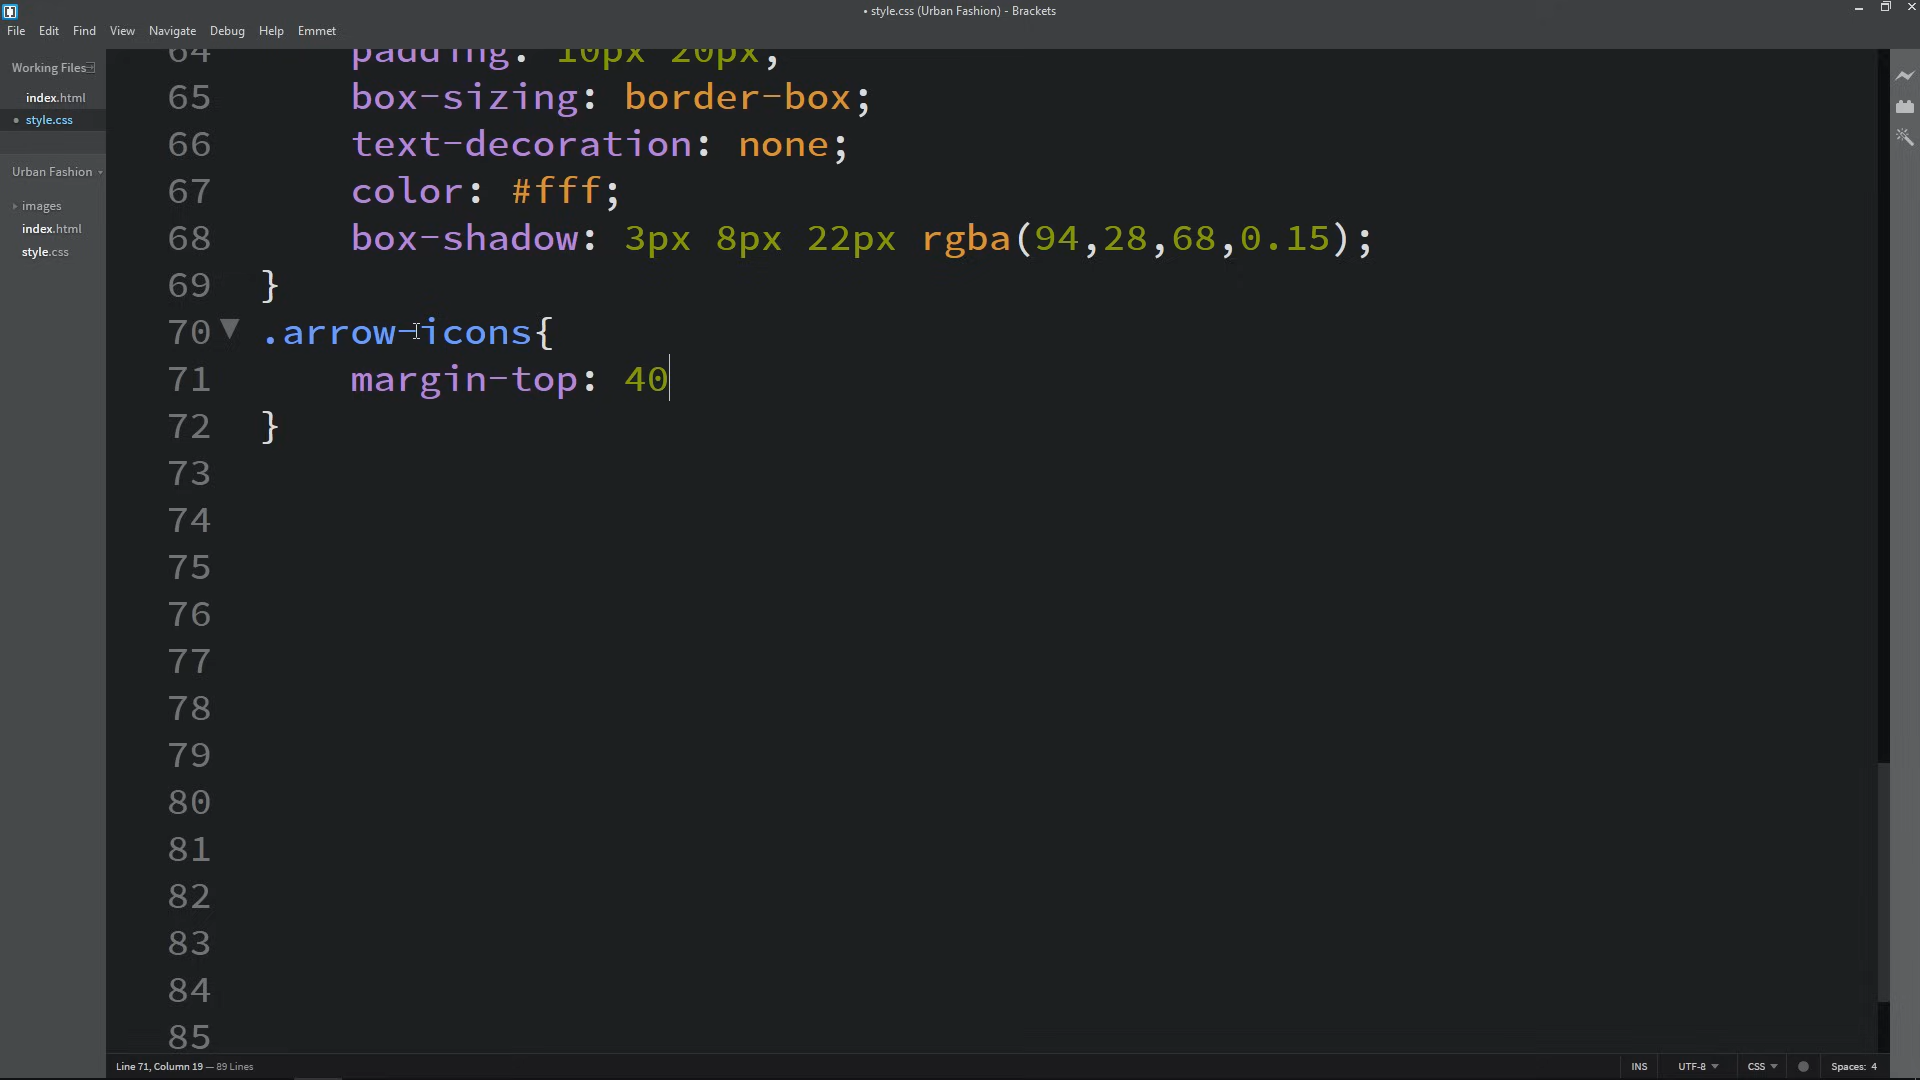 • style.css (Urban Fashion) - Brackets
File Edit Find View Navigate Debug Help Emmet
Working Files
index.html
• style.css
Urban Fashion
images
index.html
style.css
64 padding: 10px 20px;
65 box-sizing: border-box;
66 text-decoration: none;
67 color: #fff;
68 box-shadow: 3px 8px 22px rgba(94,28,68,0.15);
69 }
70 .arrow-icons{
71 margin-top: 40
72 }
73
74
75
76
77
78
79
80
81
82
83
84
85
Line 71, Column 19 — 89 Lines
INS UTF-8 CSS Spaces: 4